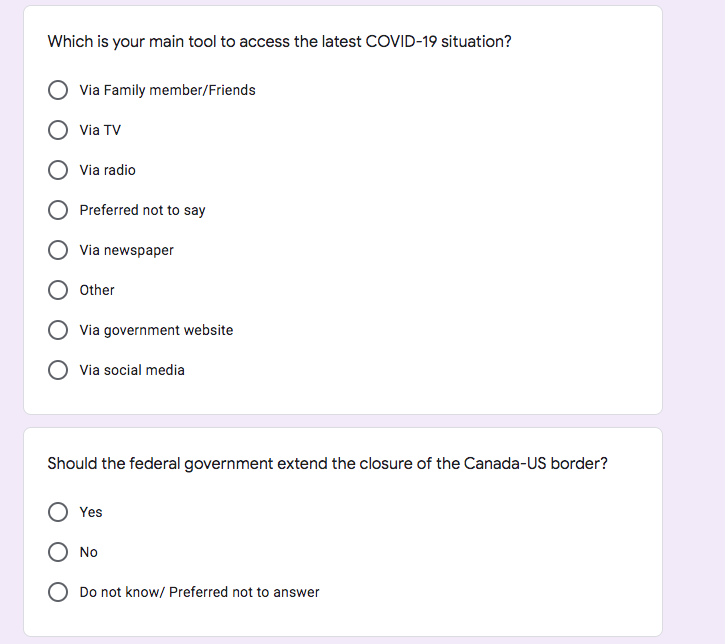 Which is your main tool to access the latest COVID-19 situation?
Via Family member/Friends
Via TV
Via radio
Preferred not to say
Via newspaper
Other
Via government website
Via social media
Should the federal government extend the closure of the Canada-US border?
Yes
No
Do not know/ Preferred not to answer